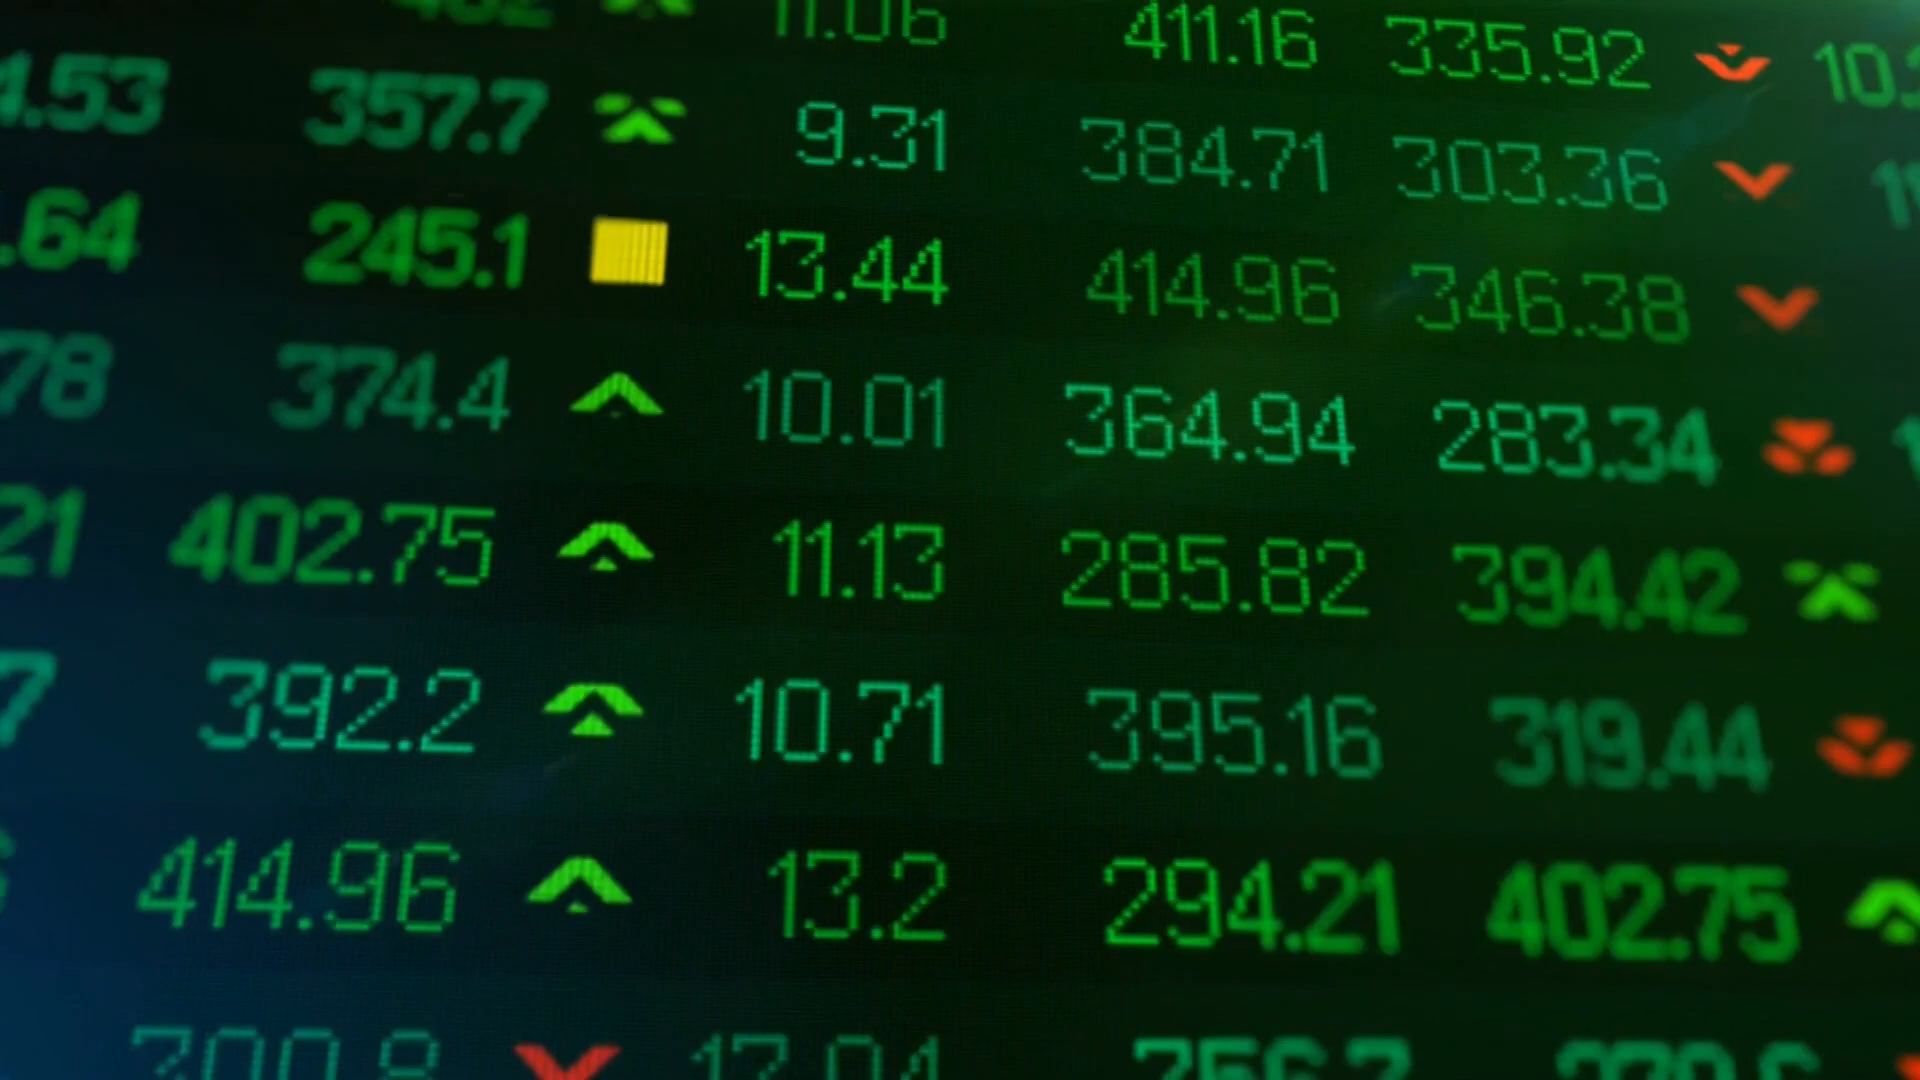 11.06 411.16 335.92
4.53 357.7 9.31 384.71 303.36
.64 245.1 13.44 414.96 346.38
78 374.4 10.01 364.94 283.34
21 402.75 11.13 285.82 394.42
7 392.2 10.71 395.16 319.44
414.96 13.2 294.21 402.75